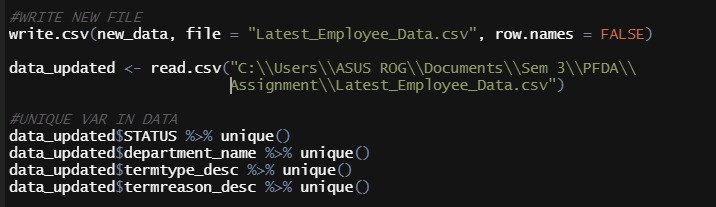 #WRITE NEW FILE
write.csv(new_data, file = "Latest_Employee_Data.csv", row.names = FALSE)
data_updated <- read.csv("C:\\Users\\ASUS ROG\\Documents\\Sem 3\\PFDA\\
Assignment\\Latest_Employee_Data.csv")
#UNIQUE VAR IN DATA
data_updated$STATUS %>% unique()
data_updated$department_name %>% unique()
data_updated$termtype_desc %>% unique()
data_updated$termreason_desc %>% unique()